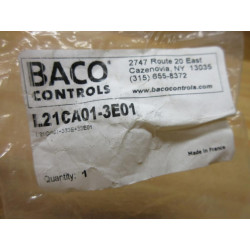 BACO
CONTROLS
2747 Route 20 East
Cazenovia, NY 13035
(315) 655-8372
www.bacocontrols.com
L21CA01-3E01
Made in France
Quantity: 1